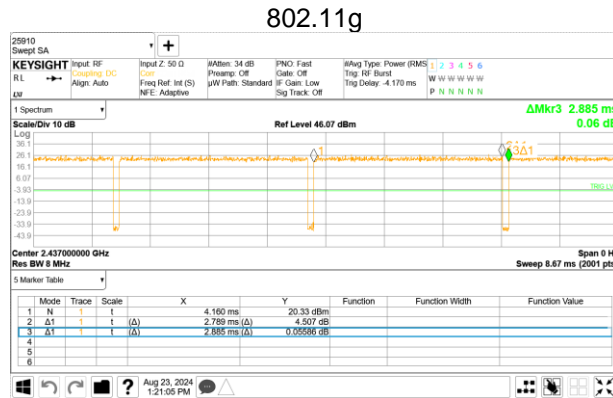 802.11g
25910
Swept SA
KEYSIGHT Input: RF Input Z: 50 Ω #Atten: 34 dB PNO: Fast #Avg Type: Power (RMS 1 2 3 4 5 6
RL Coupling: DC Corr Preamp: Off Gate: Off Trig: RF Burst W W W W W W
Align: Auto Freq Ref: Int (S) µW Path: Standard IF Gain: Low Trig Delay: -4.170 ms
NFE: Adaptive Sig Track: Off P N N N N N
1 Spectrum ΔMkr3 2.885 ms
Scale/Div 10 dB Ref Level 46.07 dBm 0.06 dB
Log
36.1
26.1 1 3Δ1
16.1
6.07
-3.93 TRIG LV
-13.9
-23.9
-33.9
-43.9
Center 2.437000000 GHz Span 0 H
Res BW 8 MHz Sweep 8.67 ms (2001 pts
5 Marker Table
Mode Trace Scale X Y Function Function Width Function Value
1 N 1 t 4.160 ms 20.33 dBm
2 Δ1 1 t (Δ) 2.789 ms (Δ) 4.507 dB
3 Δ1 1 t (Δ) 2.885 ms (Δ) 0.05586 dB
4
5
6
? Aug 23, 2024
1:21:05 PM